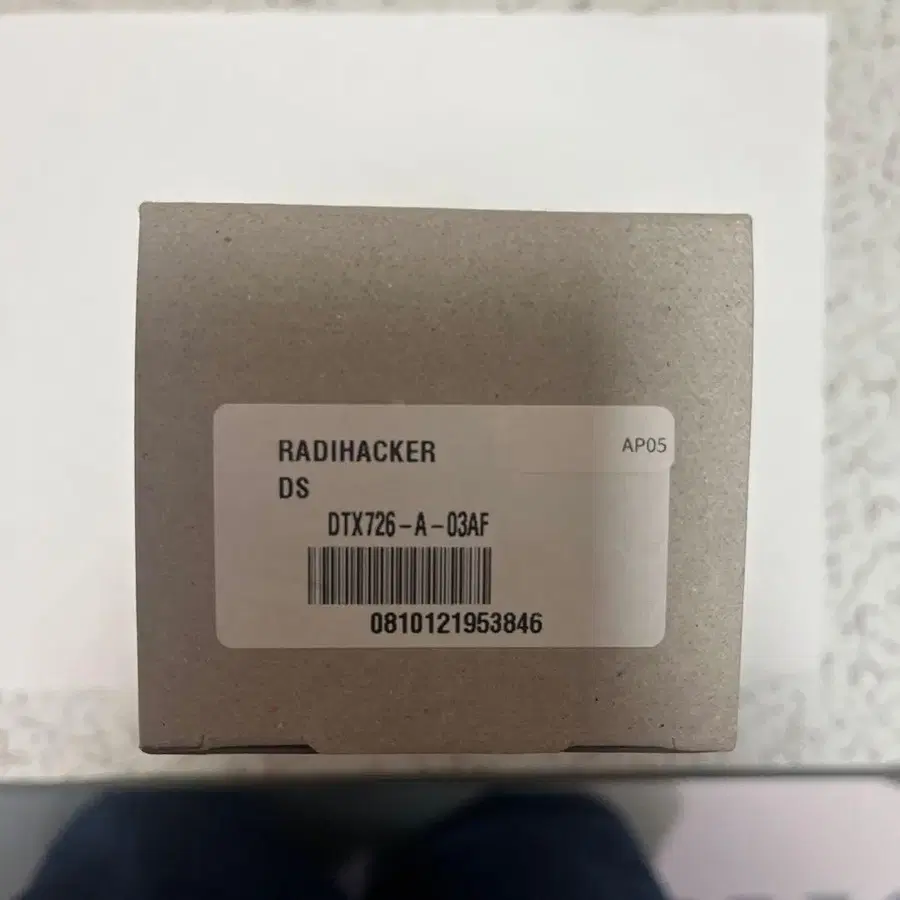 RADIHACKER
AP05
DS
DTX726-A-03AF
0810121953846